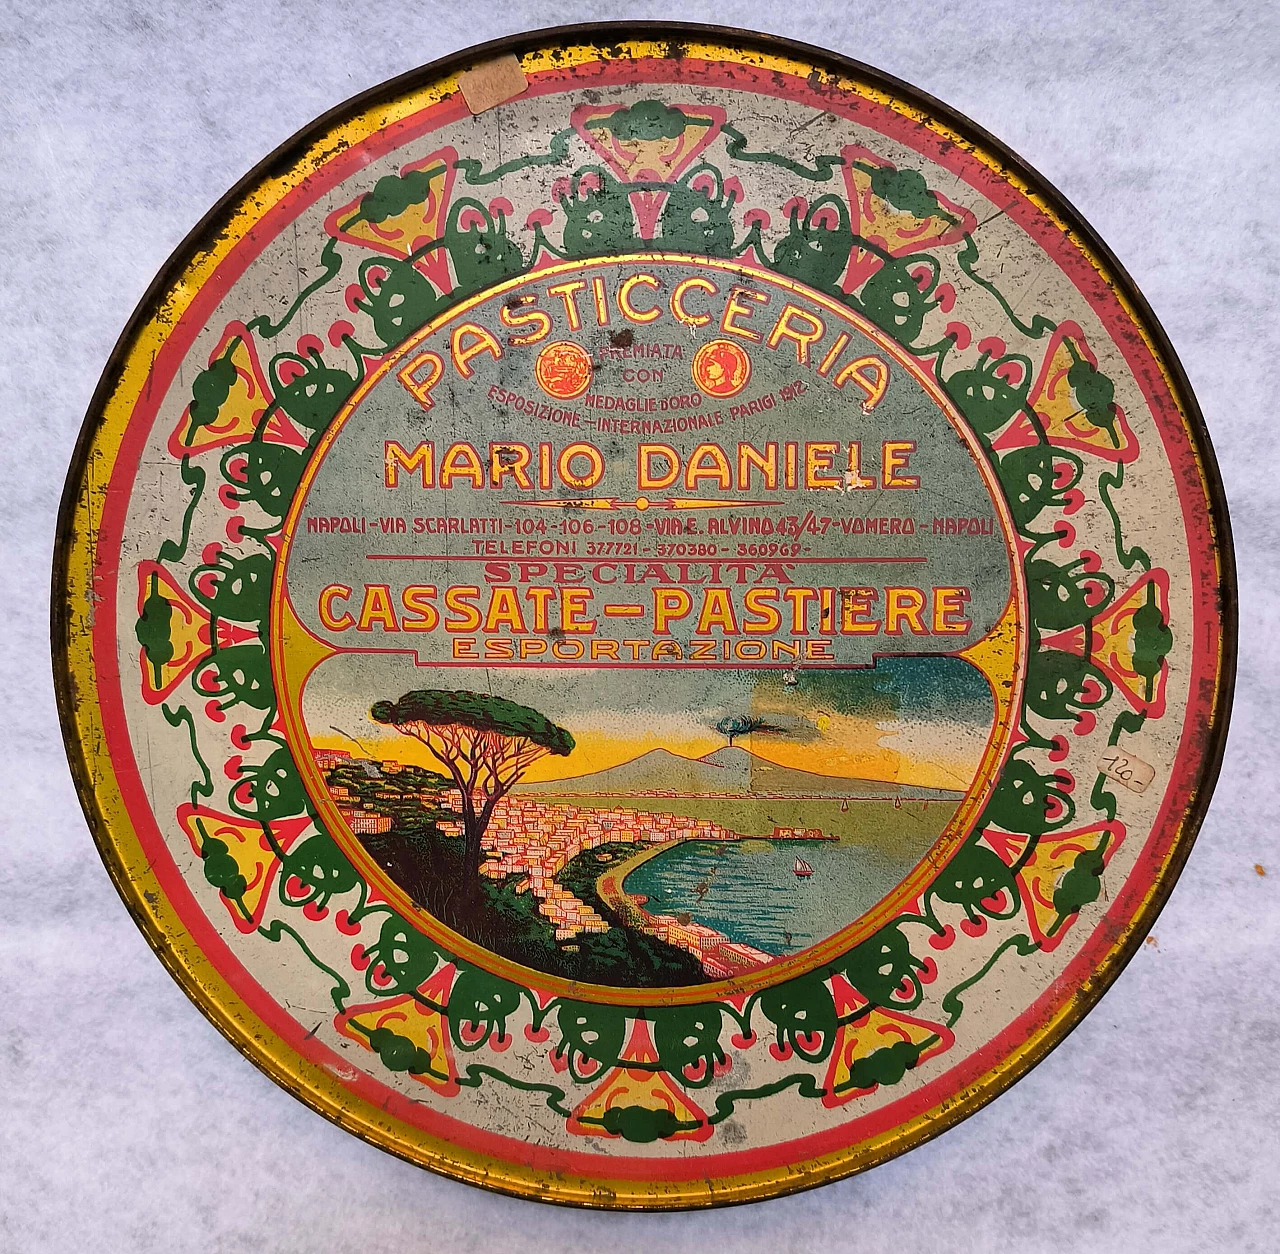 PASTICCERIA
PREMIATA
CON
MEDAGLIE D'ORO
ESPOSIZIONE-INTERNAZIONALE PARIGI 1912
MARIO DANIELE
NAPOLI-VIA SCARLATTI-104-106-108-VIA E. ALVINO 43/47-VOMERO-NAPOLI
TELEFONI 377721-370380-360969-
SPECIALITÀ
CASSATE-PASTIERE
ESPORTAZIONE
120-